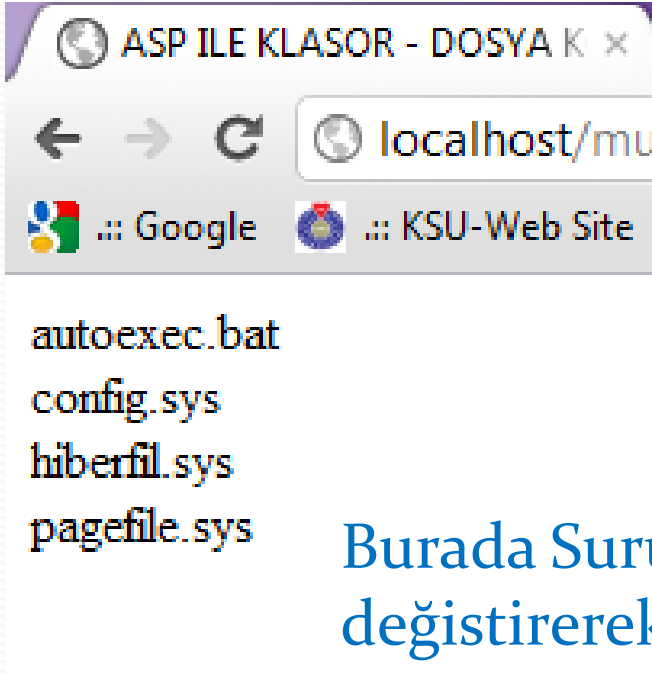 ASP ILE KLASOR - DOSYA K
localhost/mu
.:: Google .:: KSU-Web Site
autoexec.bat
config.sys
hiberfil.sys
pagefile.sys
Burada Suru
değistirerek